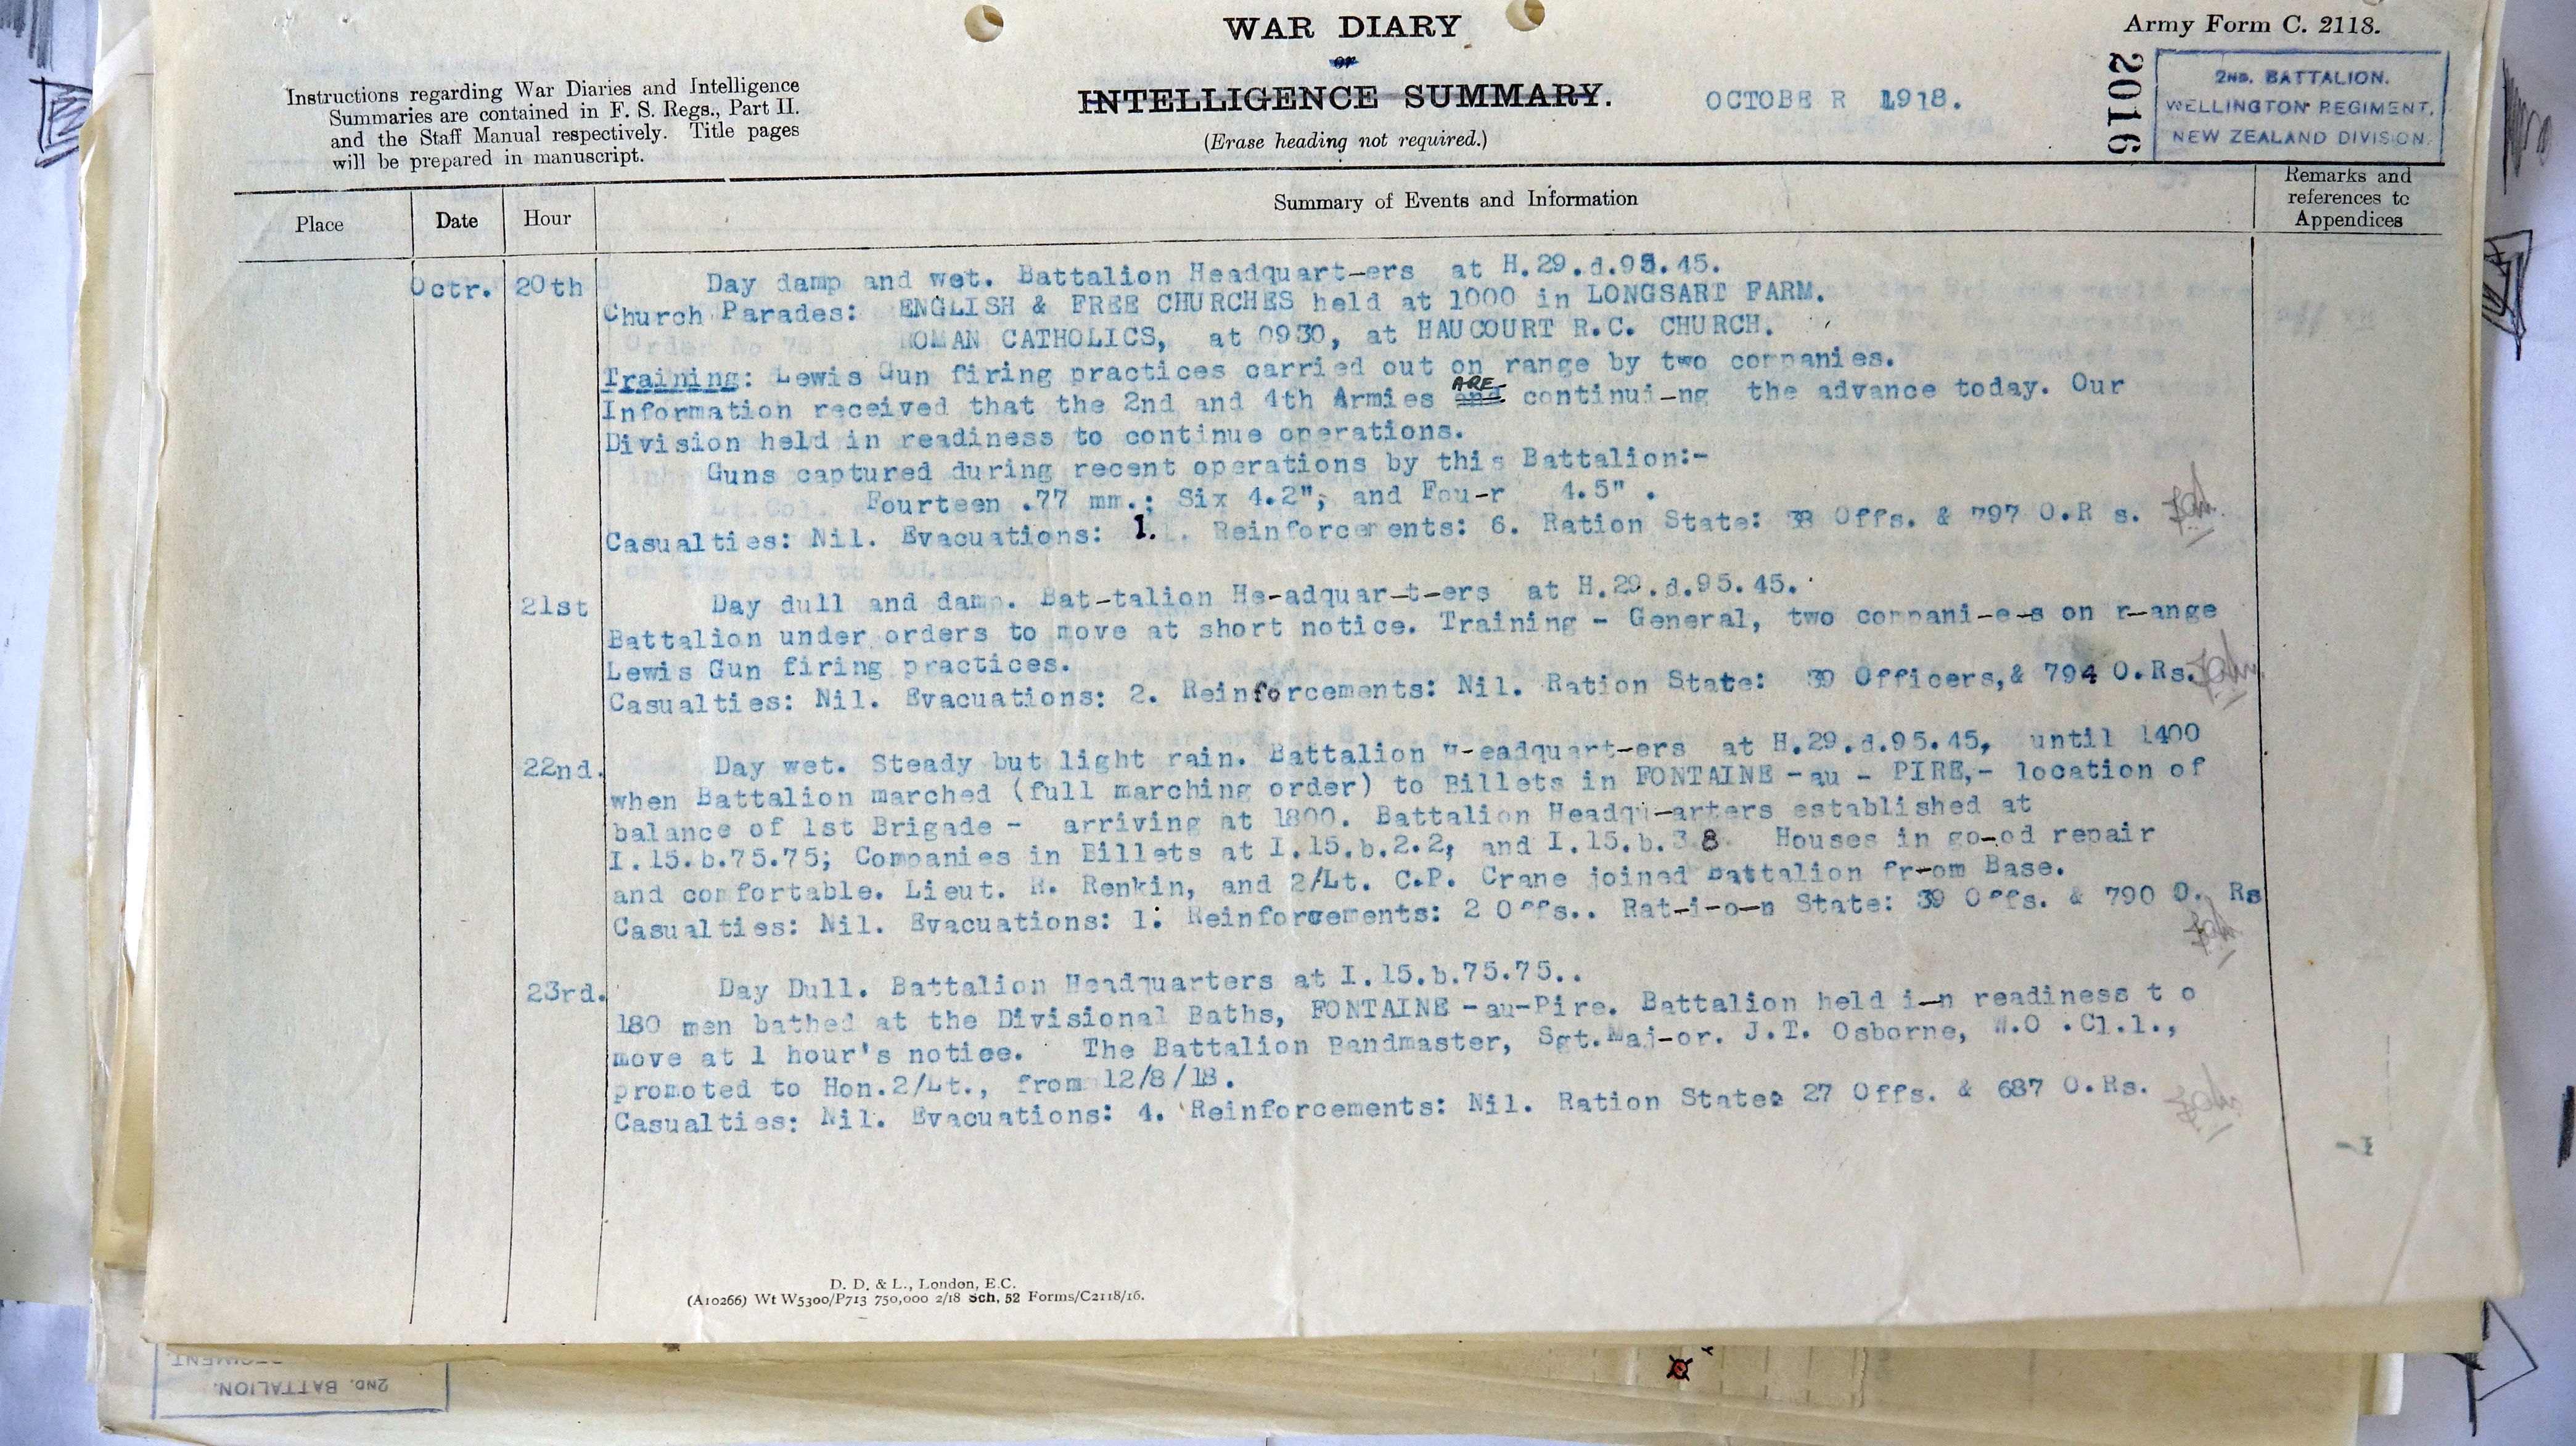 WAR DIARY
or
INTELLIGENCE SUMMARY.
(Erase heading not required.)
Army Form C. 2118.
Instructions regarding War Diaries and Intelligence
Summaries are contained in F. S. Regs., Part II.
and the Staff Manual respectively. Title pages
will be prepared in manuscript.
OCTOBE R 1918.
2016
2ND. BATTALION.
WELLINGTON REGIMENT,
NEW ZEALAND DIVISION.
Place Date Hour Summary of Events and Information Remarks and references to Appendices
Octr. 20th Day damp and wet. Battalion Headquart-ers at H.29.d.95.45.
Church Parades: ENGLISH & FREE CHURCHES held at 1000 in LONGSART FARM.
ROMAN CATHOLICS, at 0930, at HAUCOURT R.C. CHURCH.
Training: Lewis Gun firing practices carried out on range by two companies.
Information received that the 2nd and 4th Armies and ARE continui-ng the advance today. Our
Division held in readiness to continue operations.
Guns captured during recent operations by this Battalion:-
Fourteen .77 mm.; Six 4.2"; and Fou-r 4.5" .
Casualties: Nil. Evacuations: 1. Reinforcements: 6. Ration State: 38 Offs. & 797 O.R s.
21st Day dull and damp. Bat-talion He-adquar-t-ers at H.29.d.95.45.
Battalion under orders to move at short notice. Training - General, two compani-e-s on r-ange
Lewis Gun firing practices.
Casualties: Nil. Evacuations: 2. Reinforcements: Nil. Ration State: 39 Officers,& 794 O.Rs.
22nd. Day wet. Steady but light rain. Battalion H-eadquart-ers at H.29.d.95.45, until 1400
when Battalion marched (full marching order) to Billets in FONTAINE -au - PIRE,- location of
balance of 1st Brigade - arriving at 1800. Battalion Headqu-arters established at
I.15.b.75.75; Companies in Billets at I.15.b.2.2, and I.15.b.3 8 Houses in go-od repair
and comfortable. Lieut. R. Renkin, and 2/Lt. C.P. Crane joined Battalion fr-om Base.
Casualties: Nil. Evacuations: 1. Reinforcements: 2 Offs.. Rat-i-o-n State: 39 Offs. & 790 O. Rs
23rd. Day Dull. Battalion Headquarters at I.15.b.75.75..
180 men bathed at the Divisional Baths, FONTAINE -au-Pire. Battalion held i-n readiness t o
move at 1 hour's notice. The Battalion Bandmaster, Sgt.Maj-or. J.T. Osborne, W.O .Cl.1.,
promoted to Hon.2/Lt., from 12/8/18.
Casualties: Nil. Evacuations: 4. Reinforcements: Nil. Ration State: 27 Offs. & 687 O.Rs.
D. D. & L., London, E.C.
(A10266) Wt W5300/P713 750,000 2/18 Sch, 52 Forms/C2118/16.
2ND. BATTALION.